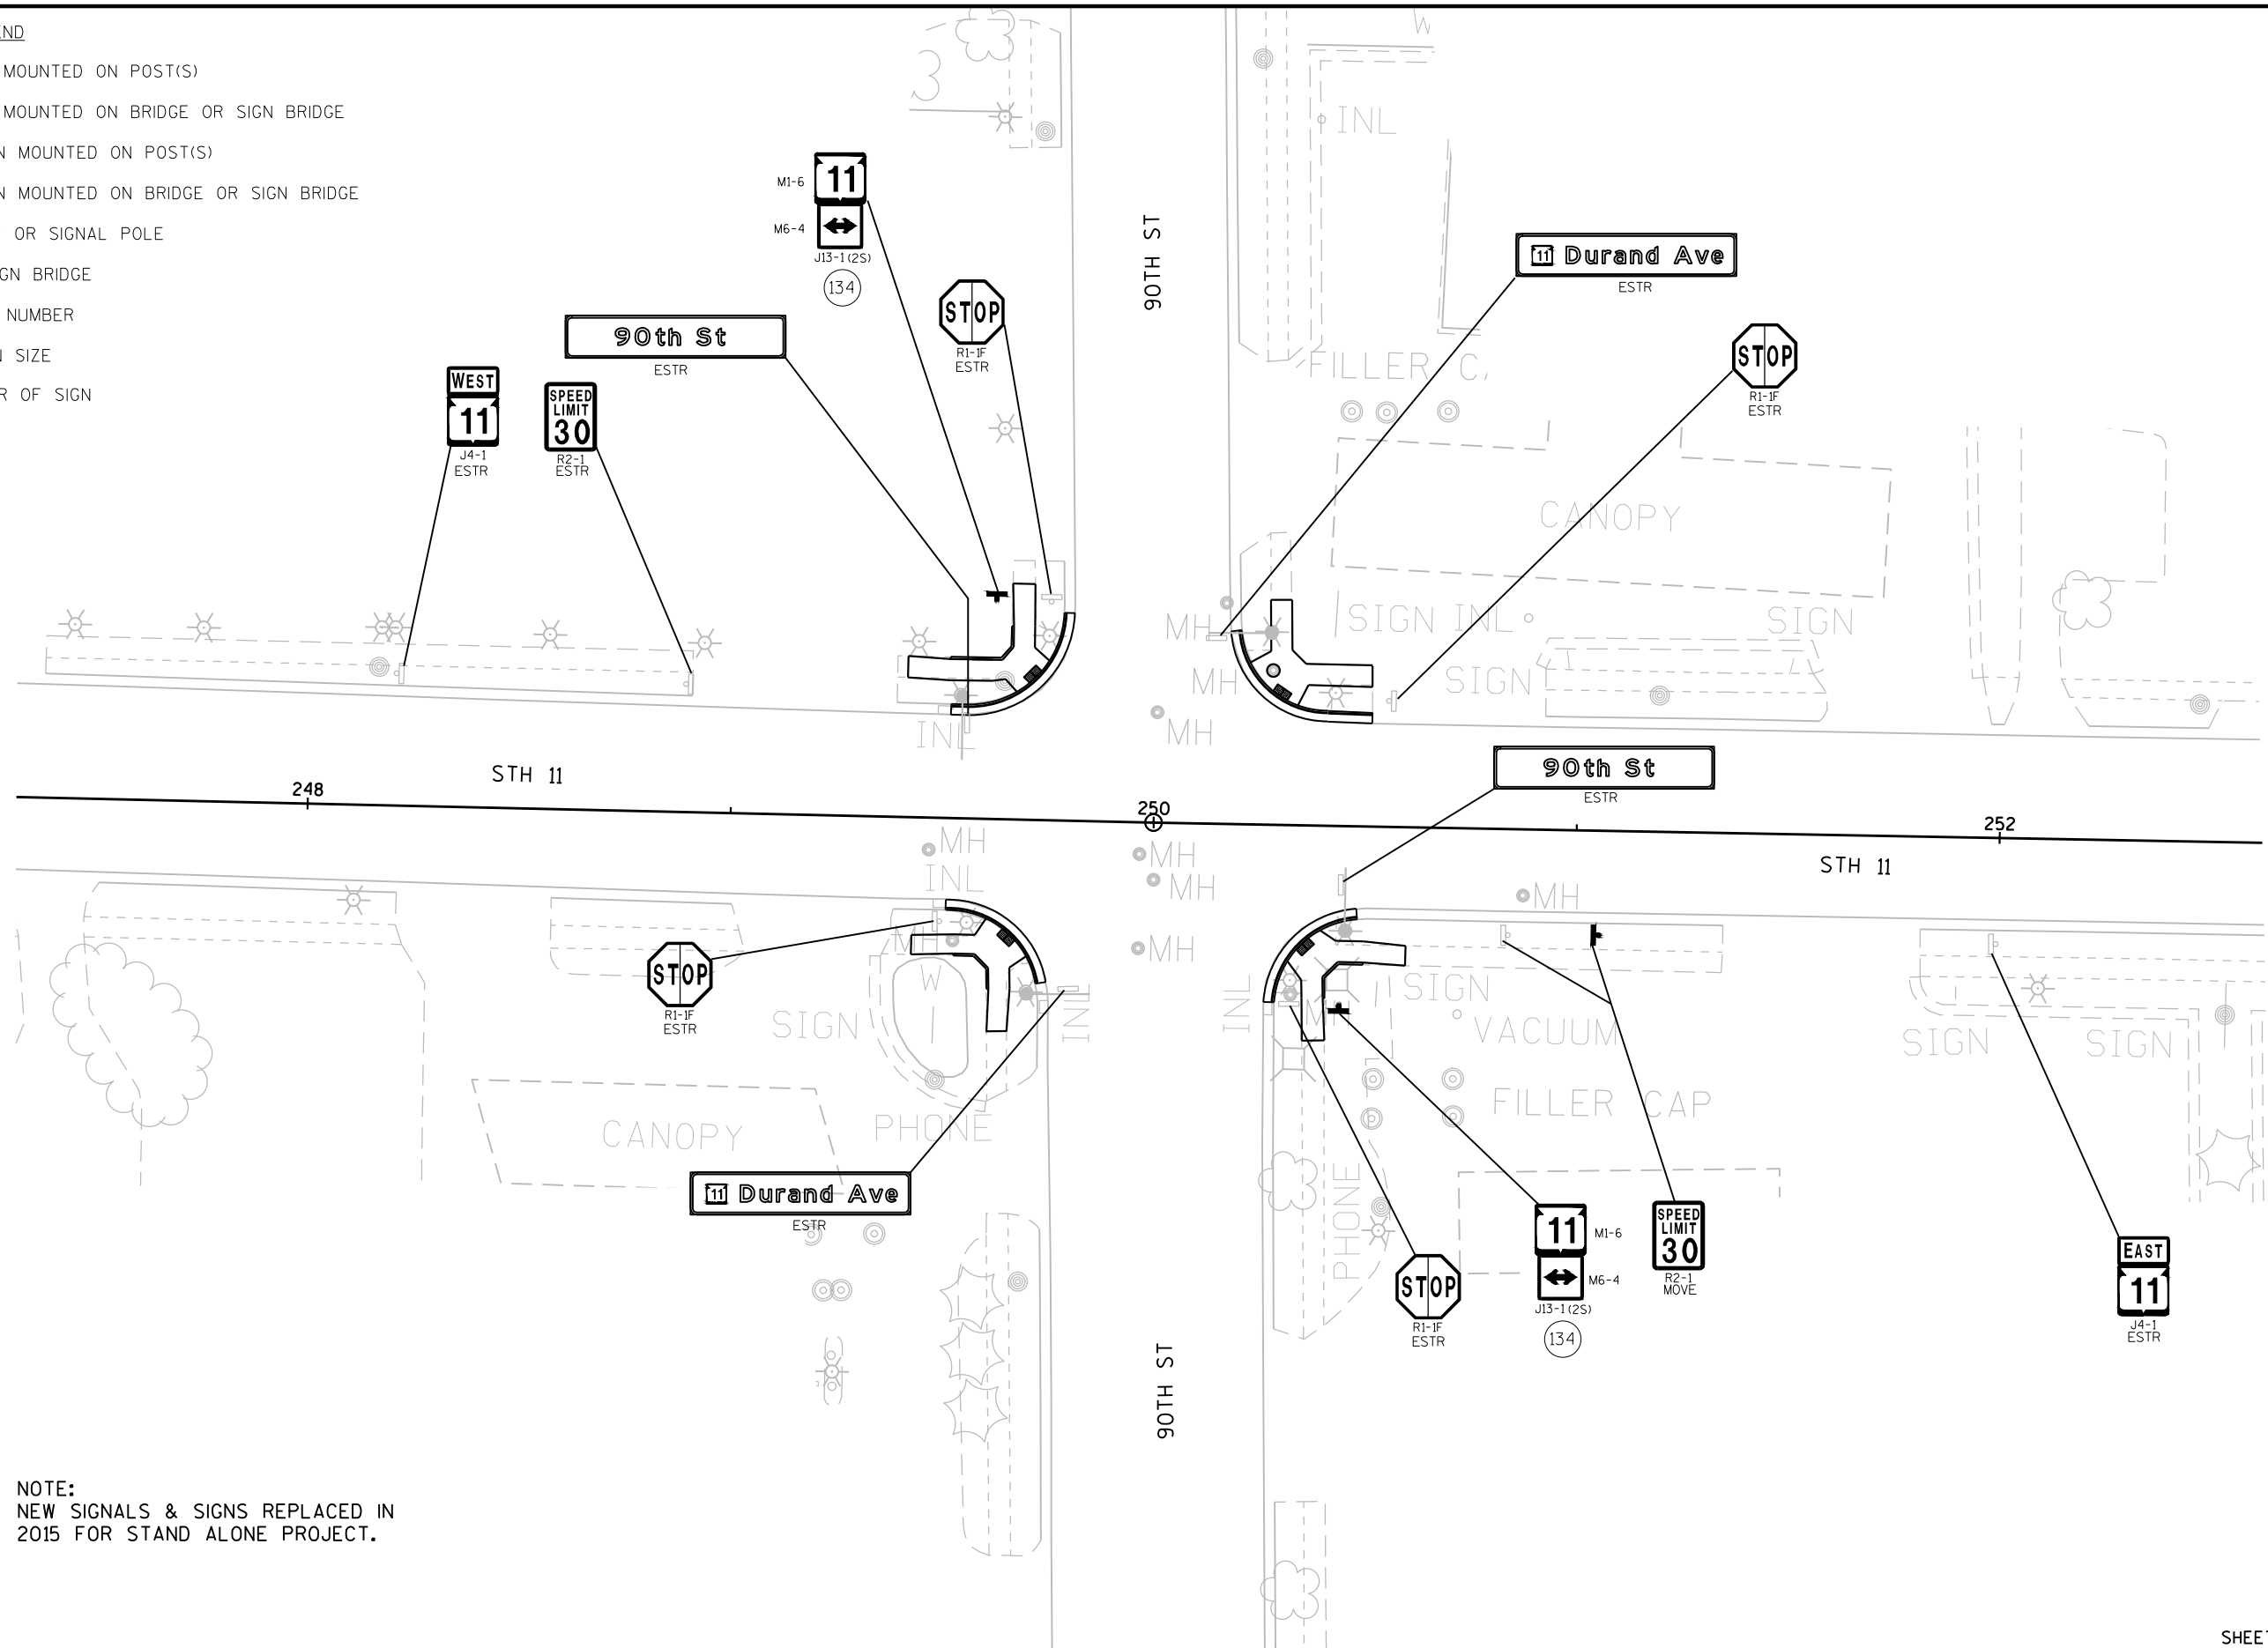 MOUNTED ON POST(S)
MOUNTED ON BRIDGE OR SIGN BRIDGE
MOUNTED ON POST(S)
MOUNTED ON BRIDGE OR SIGN BRIDGE
OR SIGNAL POLE
BRIDGE
NUMBER
SIZE
OF SIGN
3
W
INL
M1-6
11
M6-4
J13-1 (2S)
134
90TH ST
11 Durand Ave
ESTR
90th St
ESTR
STOP
R1-1F
ESTR
STOP
R1-1F
ESTR
FILLER
WEST
11
J4-1
ESTR
SPEED
LIMIT
30
R2-1
ESTR
CANOPY
MH
SIGN
INL
SIGN
MH
SIGN
MH
INL
STH 11
248
250
252
90th St
ESTR
STH 11
MH
INL
MH
MH
MH
MH
MH
W
STOP
R1-1F
ESTR
SIGN
INL
INL
MH
SIGN
VACUUM
SIGN
SIGN
FILLER CAP
CANOPY
PHONE
PHONE
11 Durand Ave
ESTR
STOP
R1-1F
ESTR
11
M1-6
M6-4
J13-1 (2S)
134
SPEED
LIMIT
30
R2-1
MOVE
EAST
11
J4-1
ESTR
90TH ST
NOTE:
NEW SIGNALS & SIGNS REPLACED IN
2015 FOR STAND ALONE PROJECT.